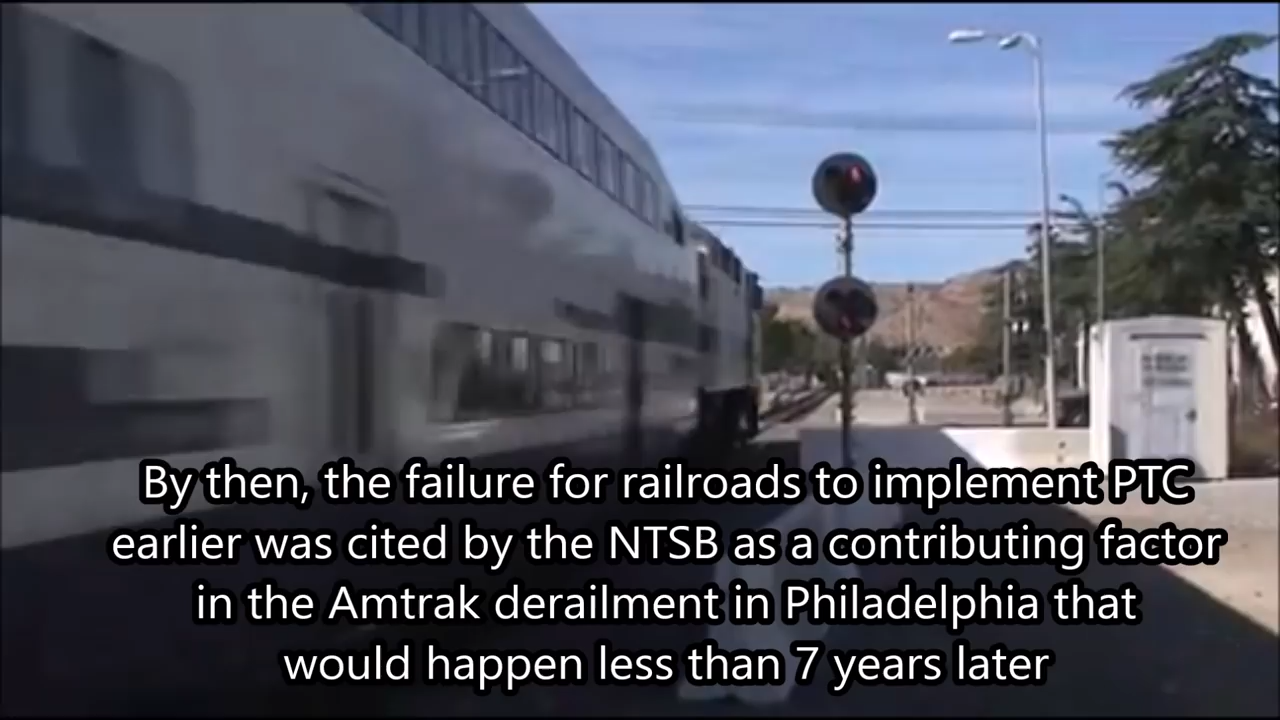 By then, the failure for railroads to implement PTC
earlier was cited by the NTSB as a contributing factor
in the Amtrak derailment in Philadelphia that
would happen less than 7 years later